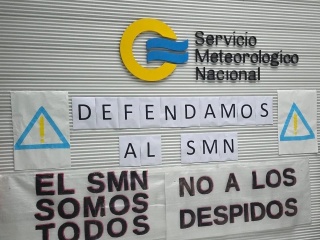 Servicio
Meteorológico
Nacional
DEFENDAMOS
AL SMN
EL SMN
SOMOS
TODOS
NO A LOS
DESPIDOS